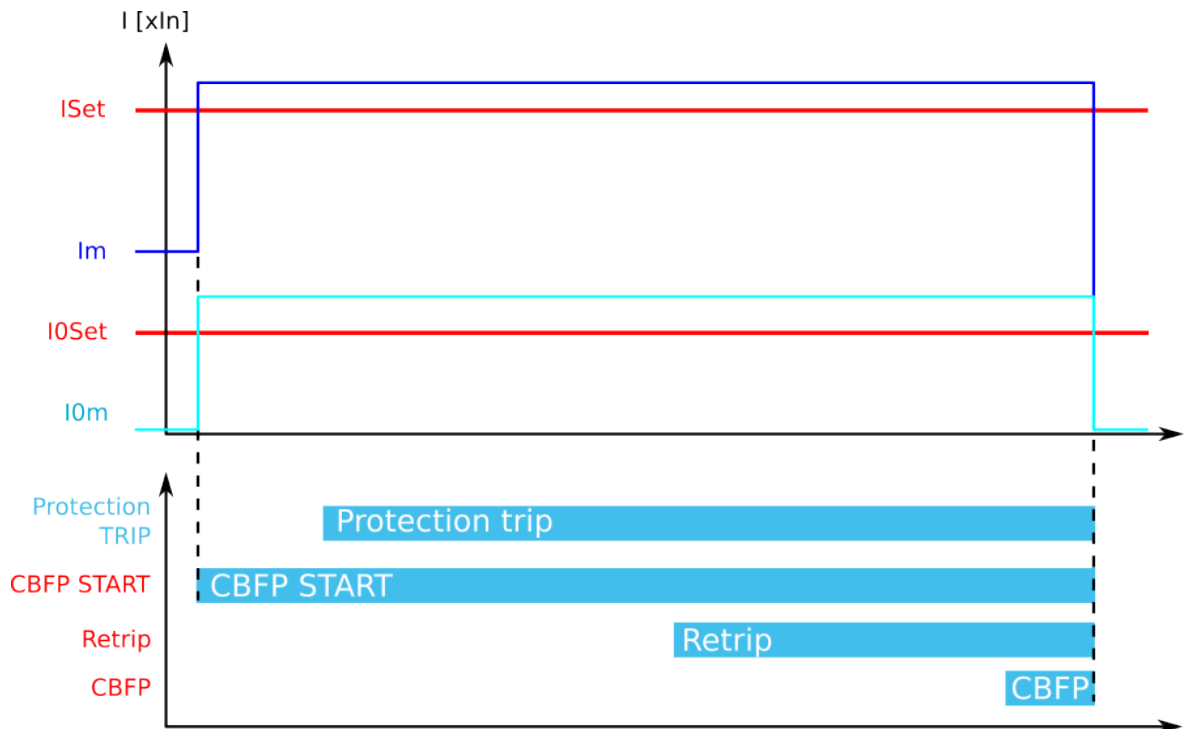 I [xIn]
ISet
Im
I0Set
I0m
Protection
TRIP
Protection trip
CBFP START
CBFP START
Retrip
Retrip
CBFP
CBFP